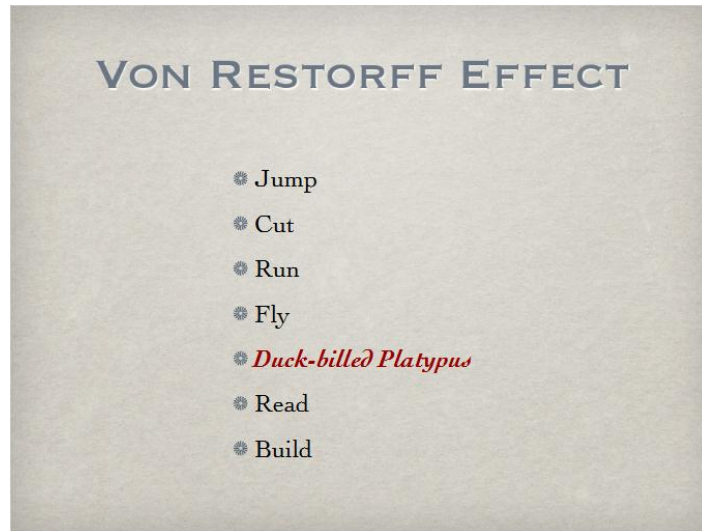 Von Restorff Effect
Jump
Cut
Run
Fly
Duck-billed Platypus
Read
Build